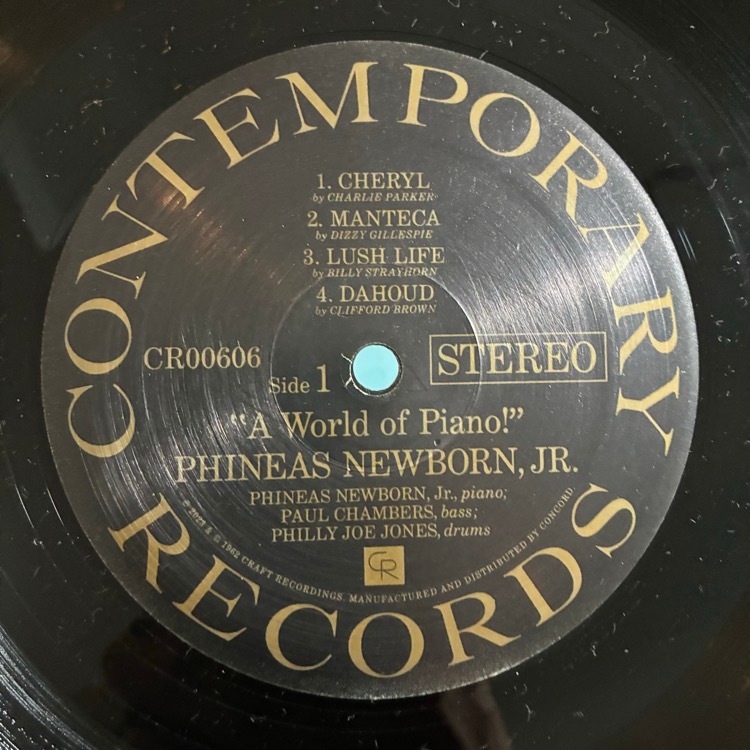 CONTEMPORARY
1. CHERYL
by CHARLIE PARKER
2. MANTECA
by DIZZY GILLESPIE
3. LUSH LIFE
by BILLY STRAYHORN
4. DAHOUD
by CLIFFORD BROWN
CR00606
Side 1
STEREO
"A World of Piano!"
PHINEAS NEWBORN, JR.
PHINEAS NEWBORN, Jr., piano;
PAUL CHAMBERS, bass;
PHILLY JOE JONES, drums
CR
℗ 2023 & © 1962 CRAFT RECORDINGS. MANUFACTURED AND DISTRIBUTED BY CONCORD
RECORDS